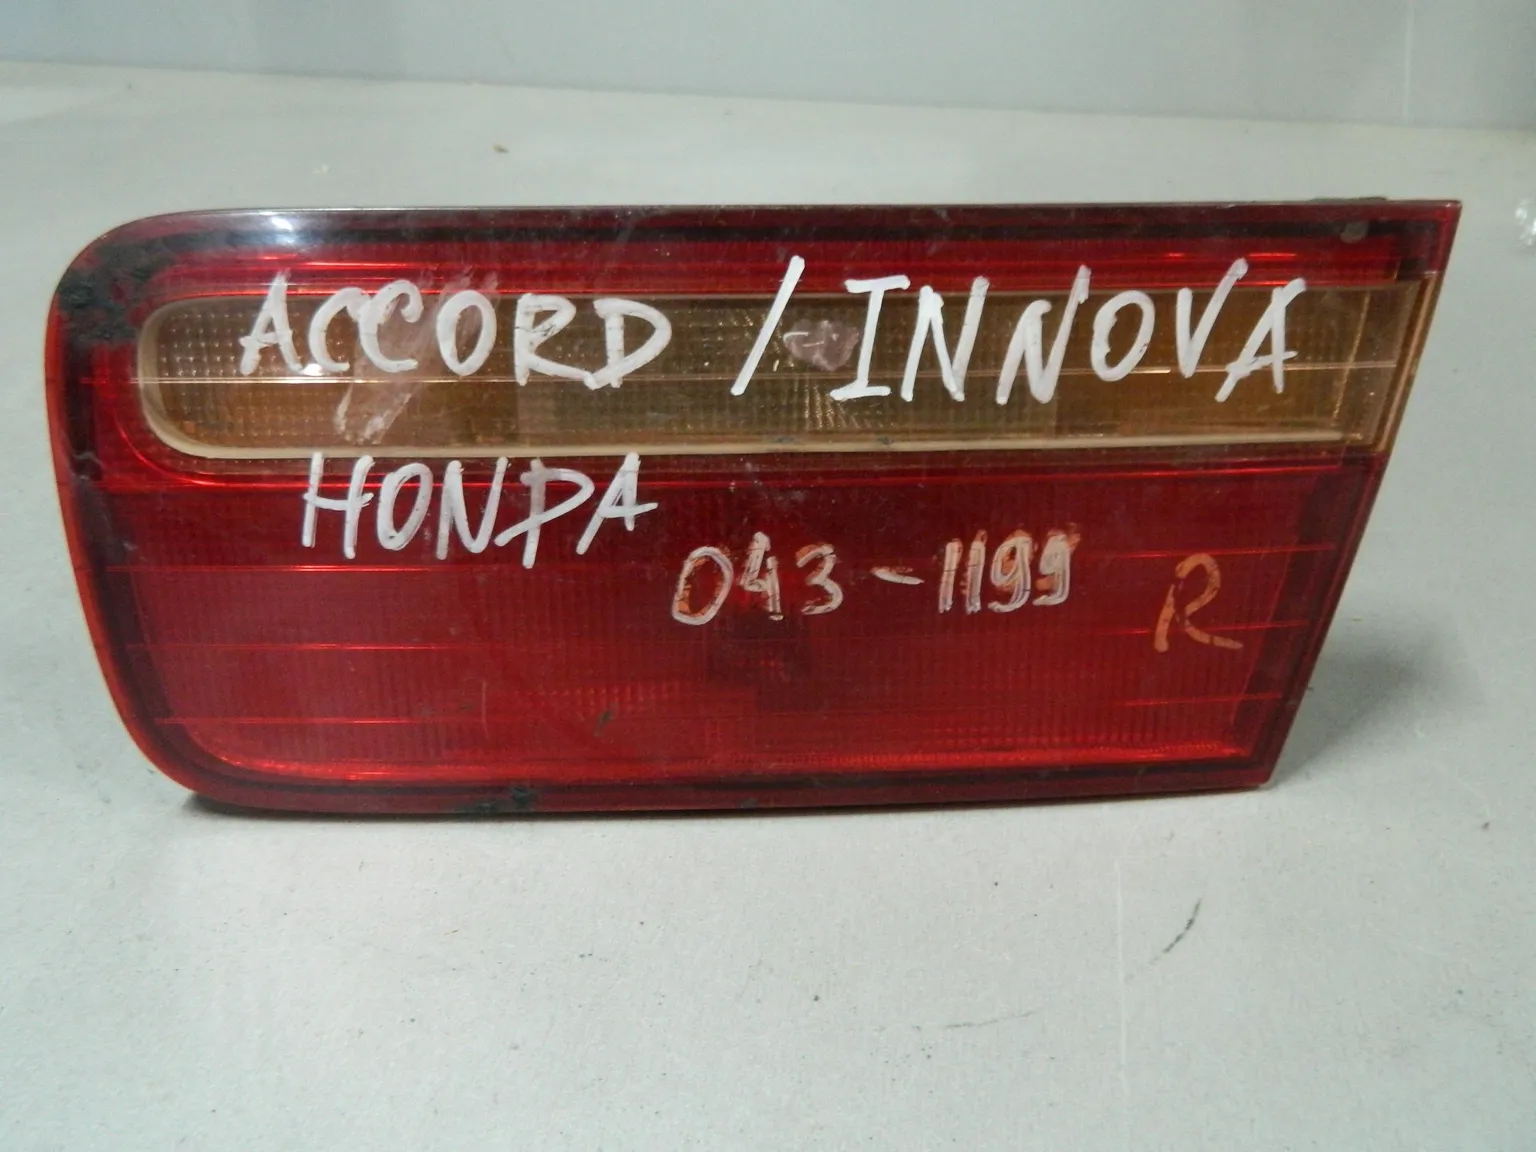 ACCORD / INNOVA
HONDA
043-1199 R